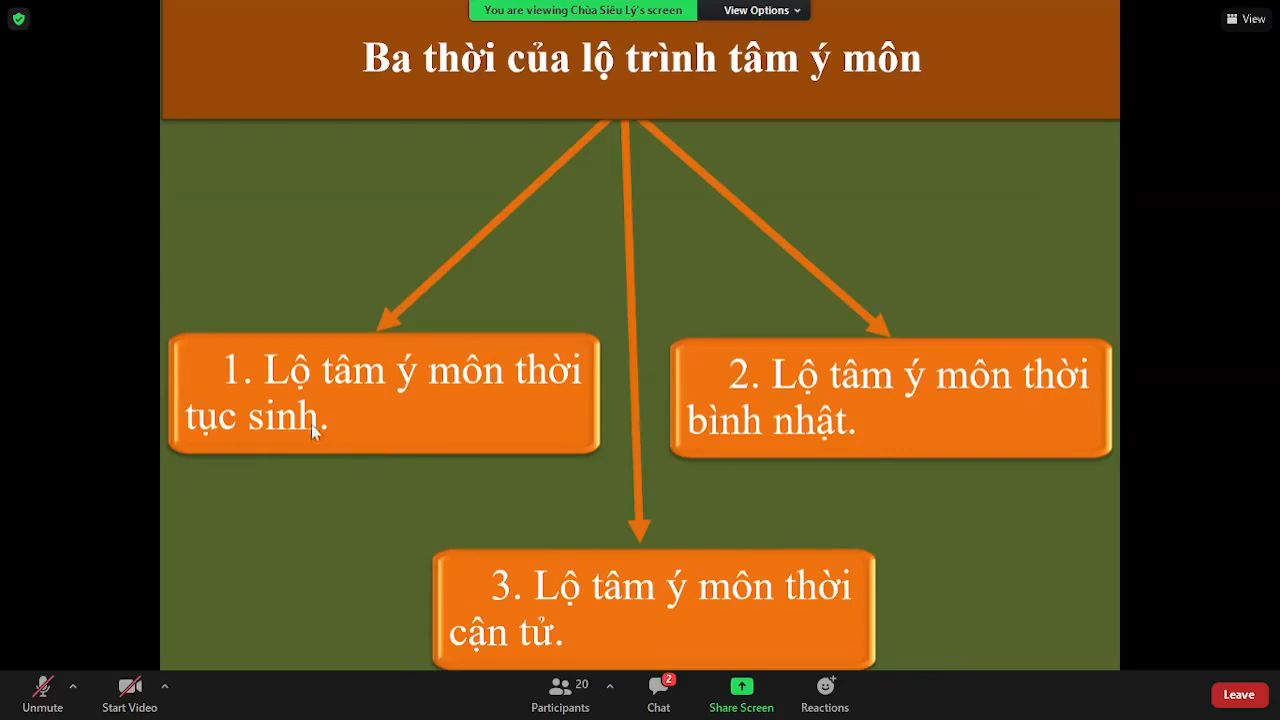 You are viewing Chùa Siêu Lý's screen
View Options
View
Ba thời của lộ trình tâm ý môn
1. Lộ tâm ý môn thời
tục sinh.
2. Lộ tâm ý môn thời
bình nhật.
3. Lộ tâm ý môn thời
cận tử.
Unmute
Start Video
20
Participants
2
Chat
Share Screen
Reactions
Leave